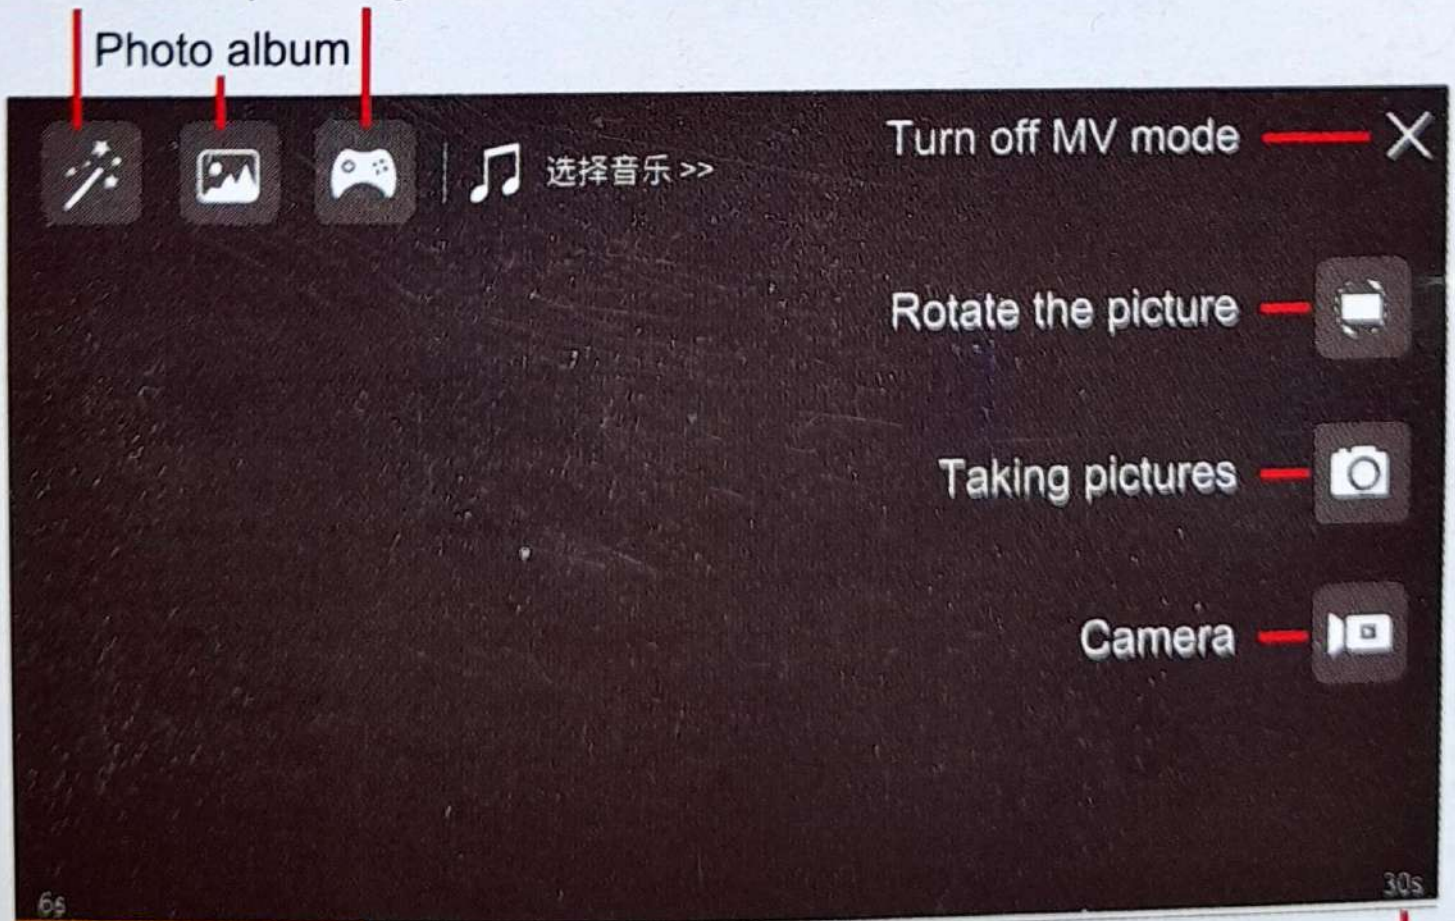 Photo album
选择音乐 >>
Turn off MV mode
Rotate the picture
Taking pictures
Camera
6s
30s